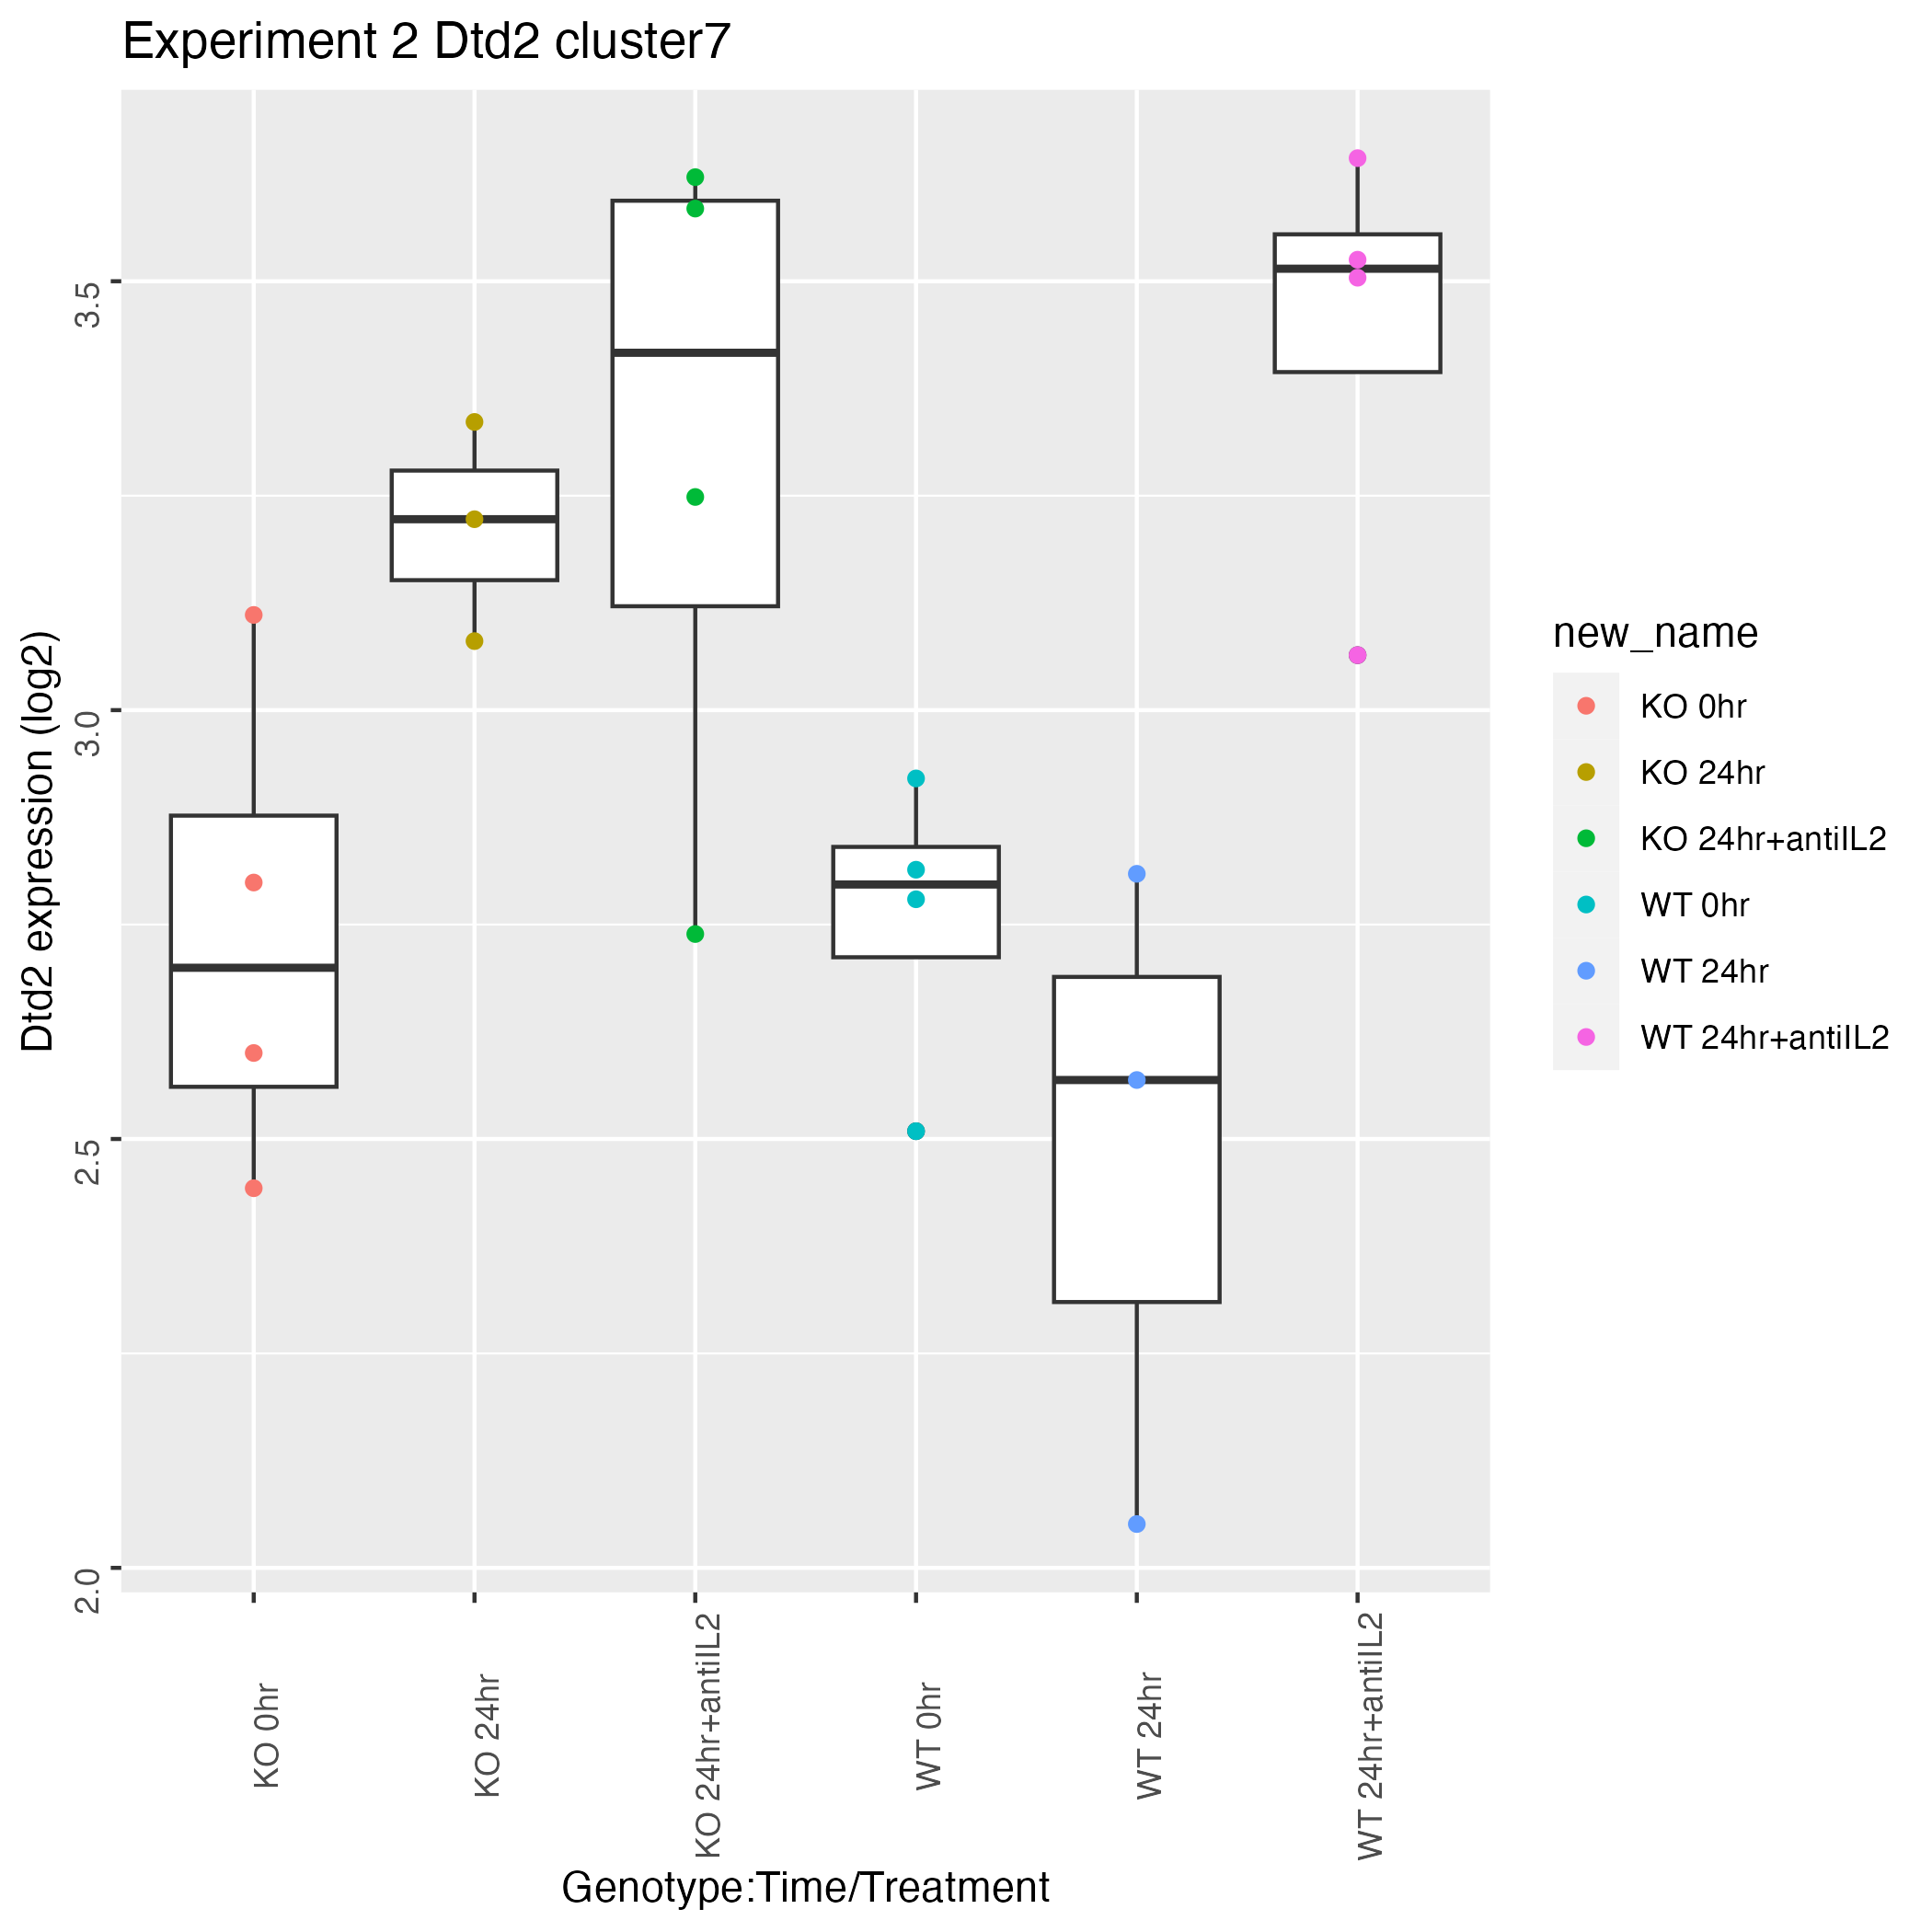 Experiment 2 Dtd2 cluster7
Dtd2 expression (log2)
3.5
3.0
2.5
2.0
KO 0hr
KO 24hr
KO 24hr+antiIL2
WT 0hr
WT 24hr
WT 24hr+antiIL2
Genotype:Time/Treatment
new_name
KO 0hr
KO 24hr
KO 24hr+antiIL2
WT 0hr
WT 24hr
WT 24hr+antiIL2